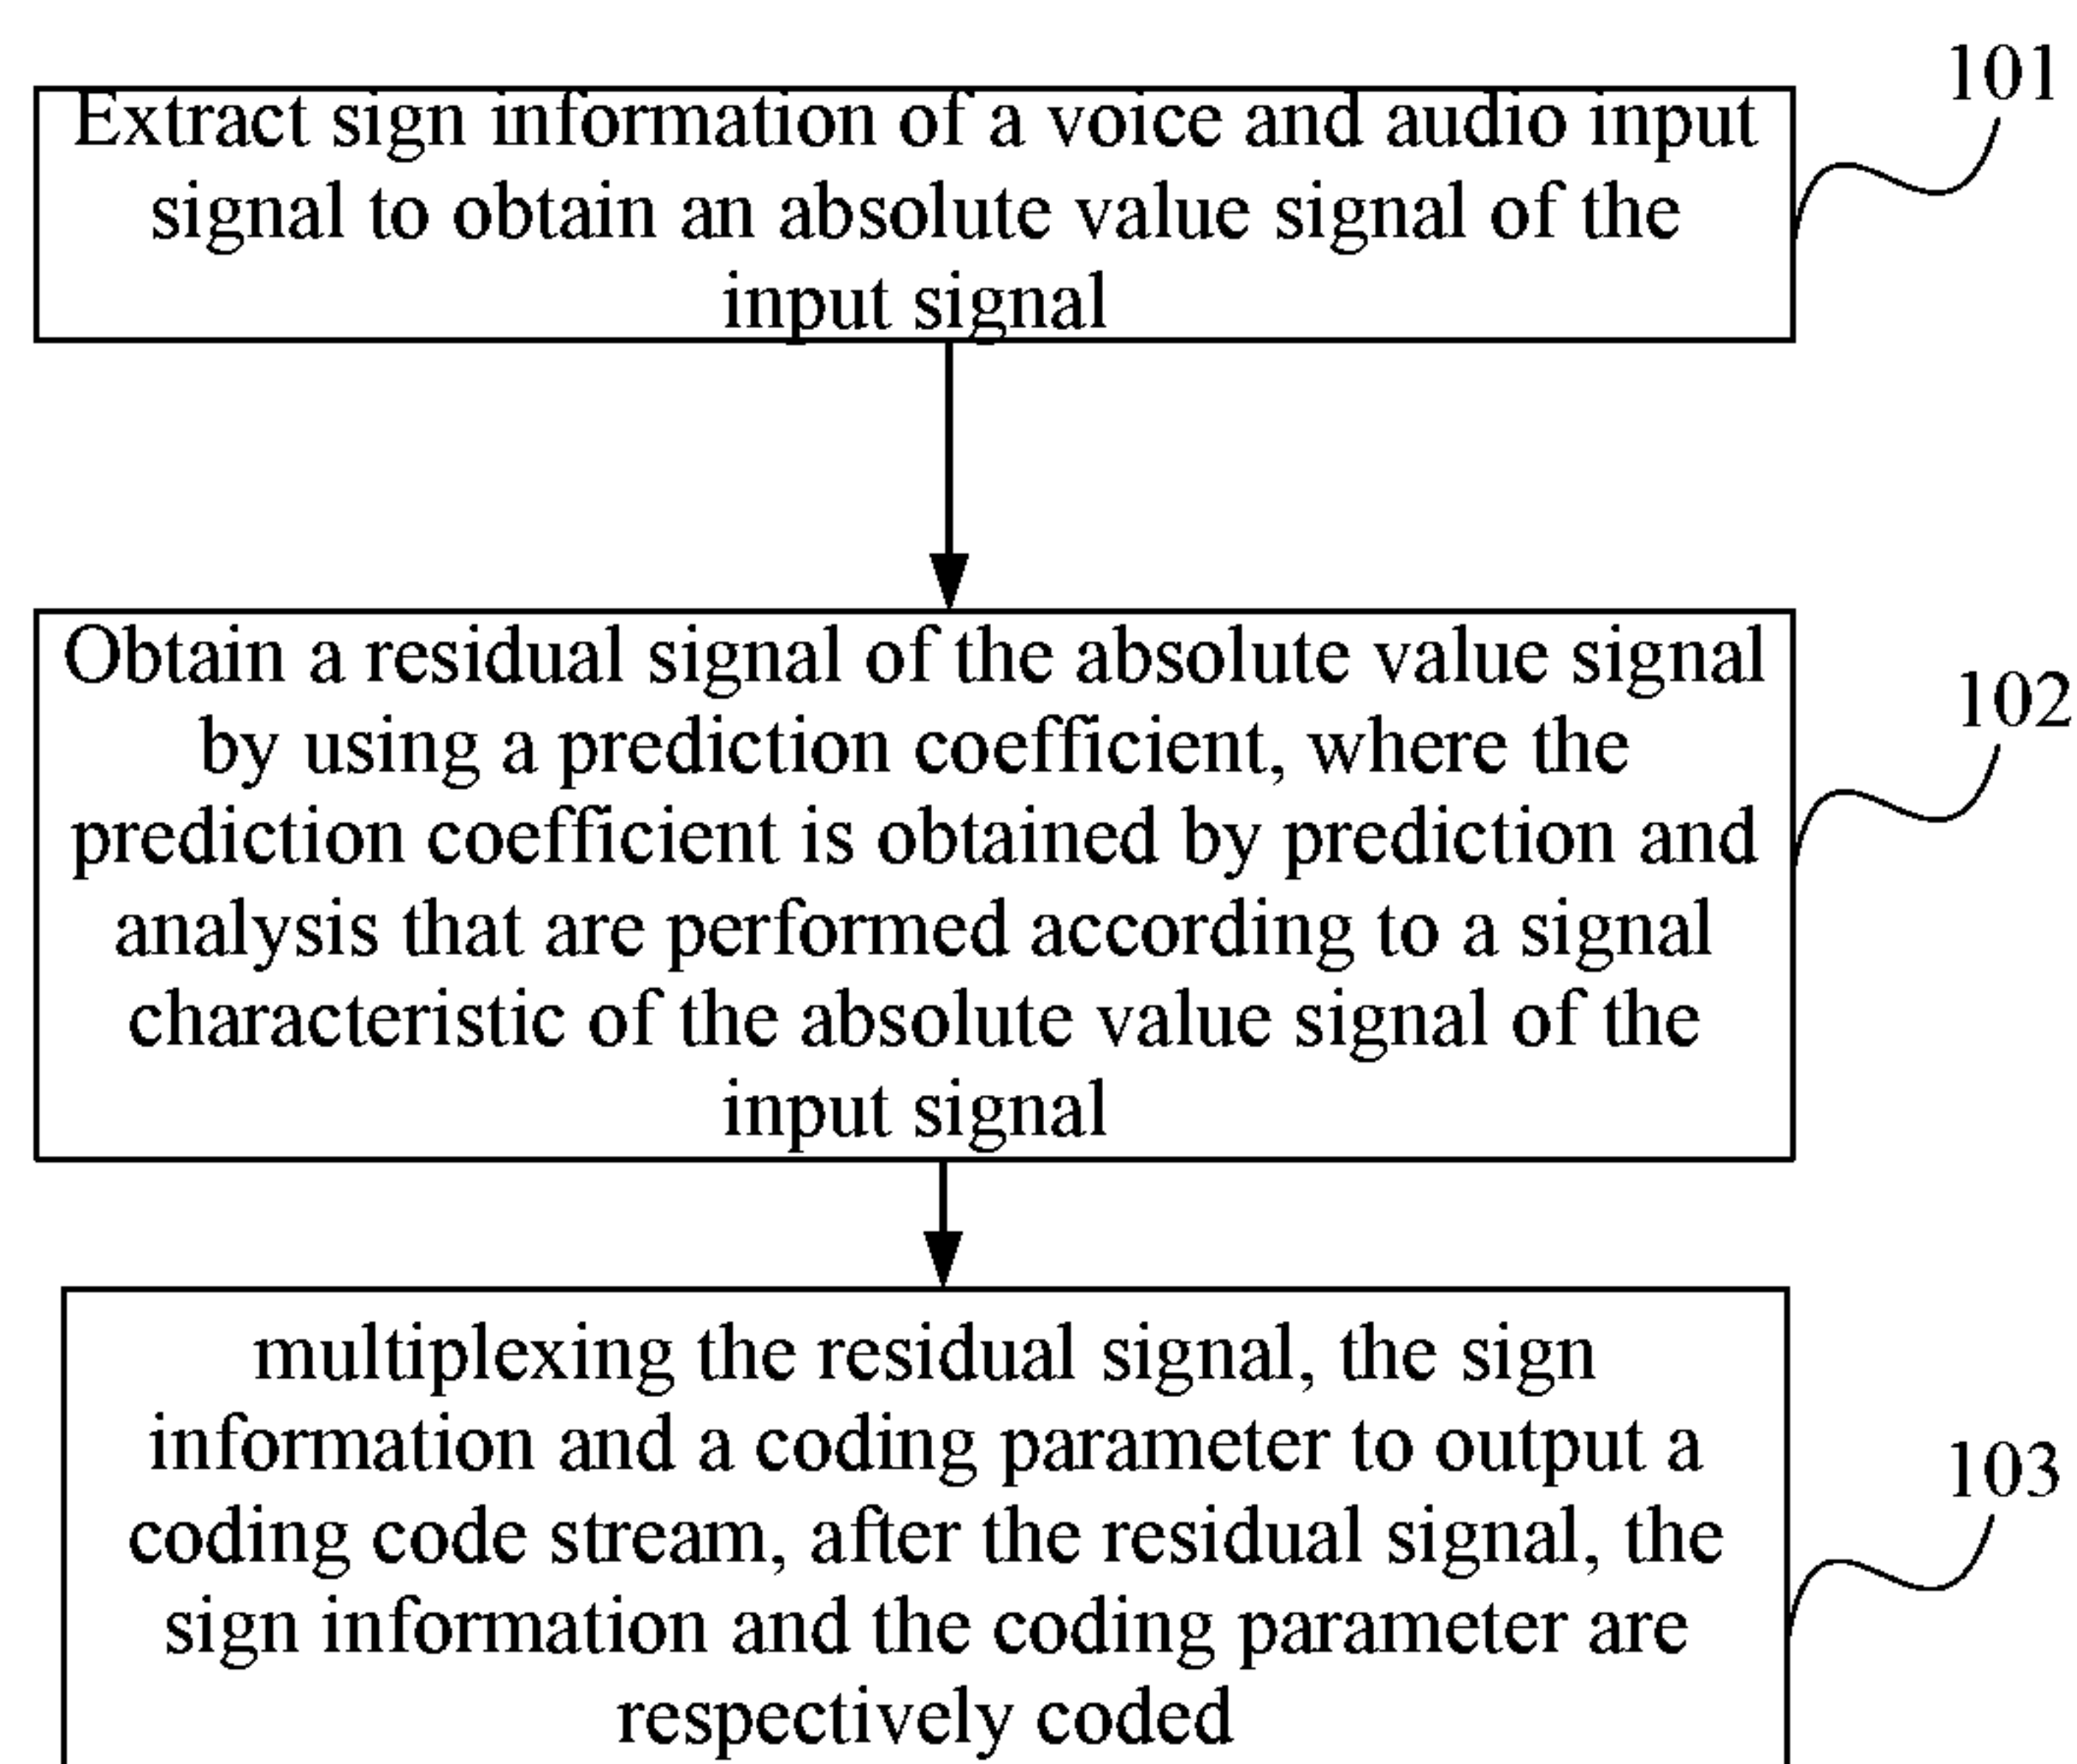 101
Extract sign information of a voice and audio input
signal to obtain an absolute value signal of the
input signal
Obtain a residual signal of the absolute value signal
by using a prediction coefficient, where the
prediction coefficient is obtained by prediction and
analysis that are performed according to a signal
characteristic of the absolute value signal of the
input signal
102
multiplexing the residual signal, the sign
information and a coding parameter to output a
coding code stream, after the residual signal, the
sign information and the coding parameter are
respectively coded
103